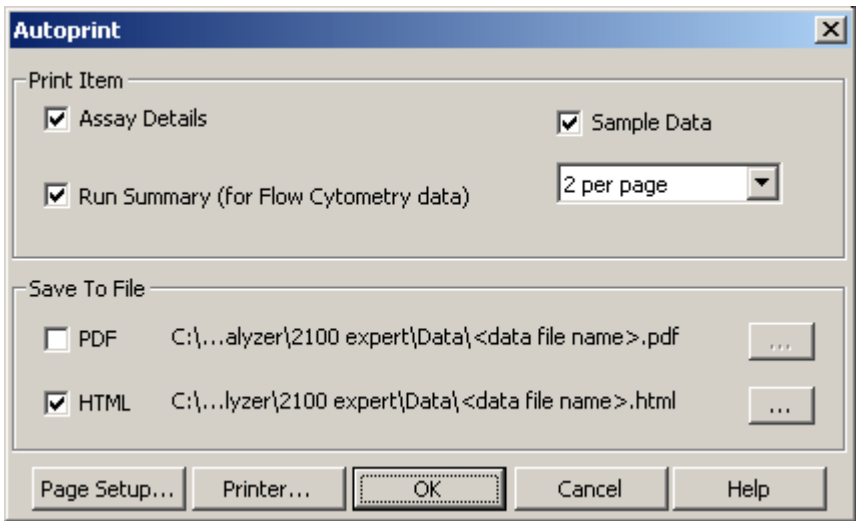 Autoprint
Print Item
Assay Details
Sample Data
Run Summary (for Flow Cytometry data)
2 per page
Save To File
PDF C:\...alyzer\2100 expert\Data\<data file name>.pdf ...
HTML C:\...lyzer\2100 expert\Data\<data file name>.html ...
Page Setup... Printer... OK Cancel Help